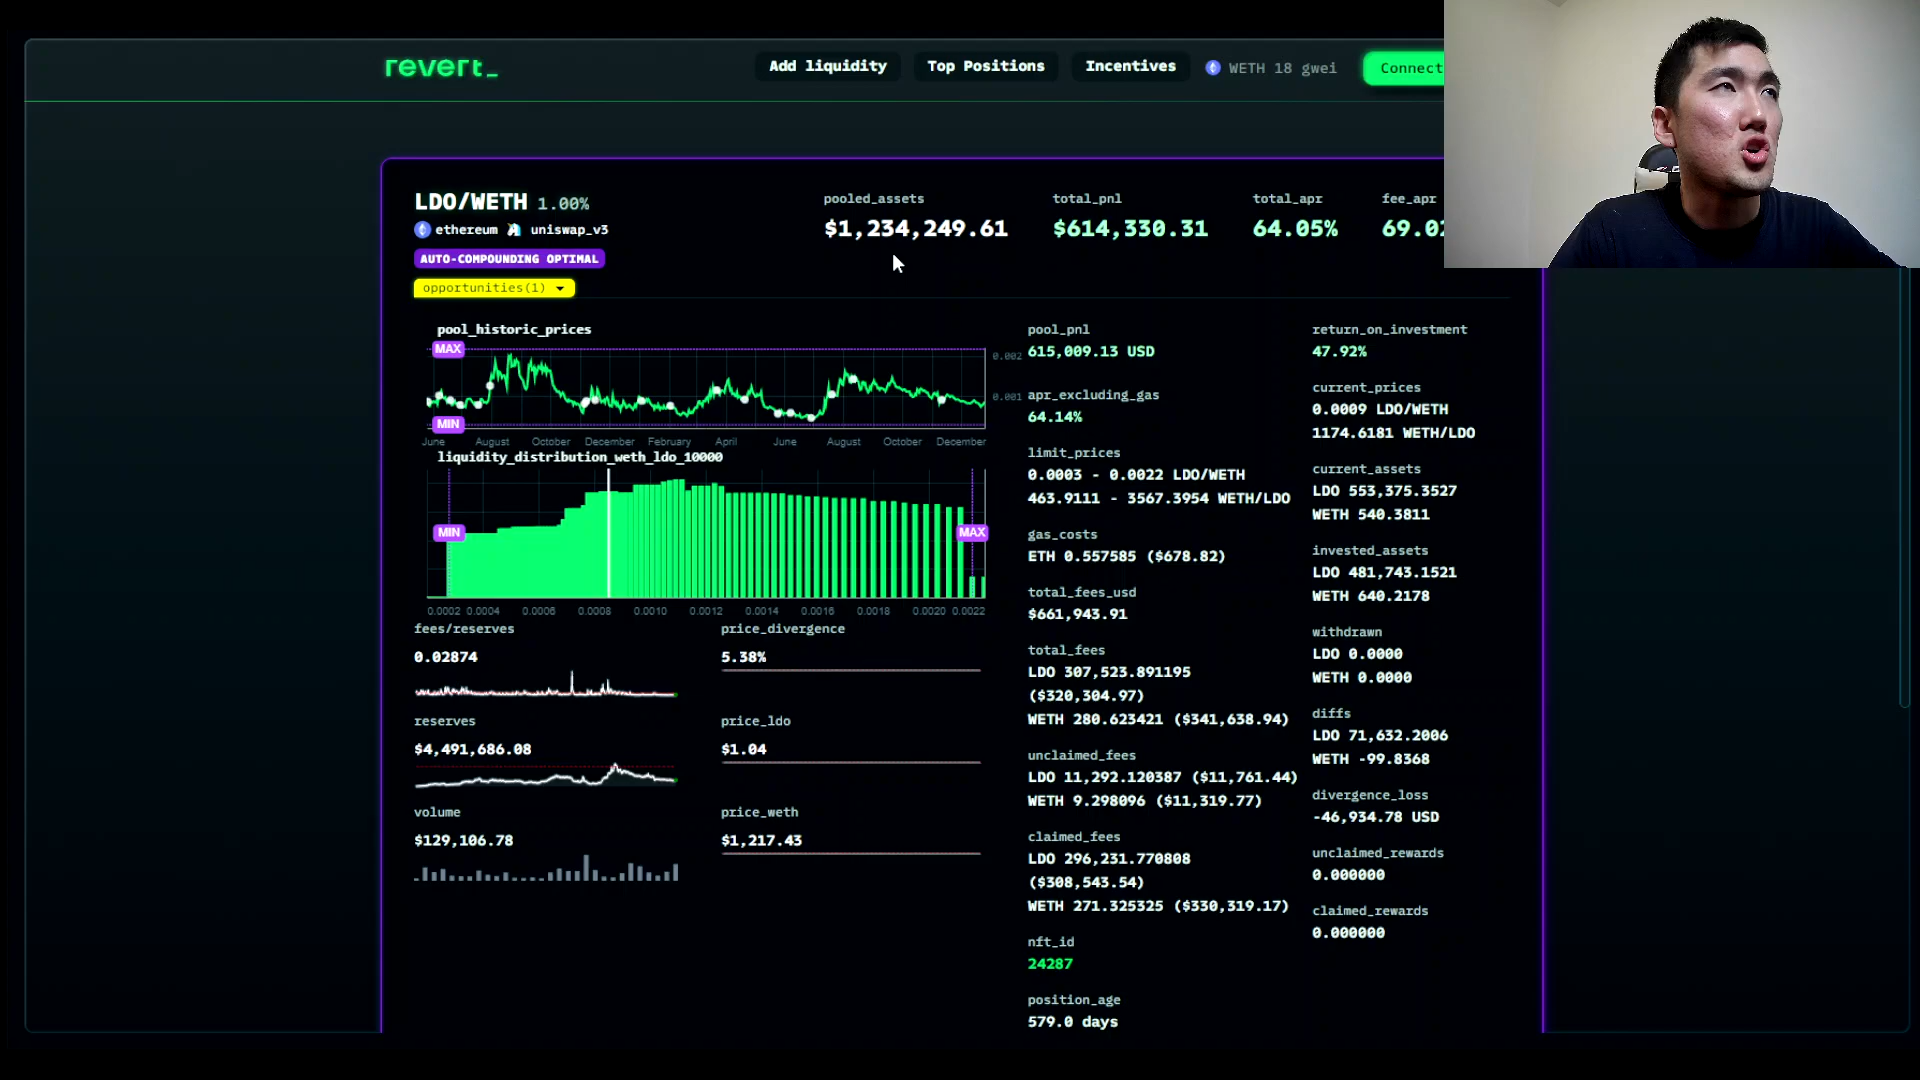 revert_
Add liquidity
Top Positions
Incentives
WETH 18 gwei
Connect
LDO/WETH 1.00%
ethereum uniswap_v3
AUTO-COMPOUNDING OPTIMAL
opportunities(1)
pooled_assets
$1,234,249.61
total_pnl
$614,330.31
total_apr
64.05%
fee_apr
pool_historic_prices
MAX
MIN
0.002
0.001
June August October December February April June August October December
liquidity_distribution_weth_ldo_10000
MIN
MAX
0.0002 0.0004 0.0006 0.0008 0.0010 0.0012 0.0014 0.0016 0.0018 0.0020 0.0022
fees/reserves
0.02874
price_divergence
5.38%
reserves
$4,491,686.08
price_ldo
$1.04
volume
$129,106.78
price_weth
$1,217.43
pool_pnl
615,009.13 USD
apr_excluding_gas
64.14%
limit_prices
0.0003 - 0.0022 LDO/WETH
463.9111 - 3567.3954 WETH/LDO
gas_costs
ETH 0.557585 ($678.82)
total_fees_usd
$661,943.91
total_fees
LDO 307,523.891195
($320,304.97)
WETH 280.623421 ($341,638.94)
unclaimed_fees
LDO 11,292.120387 ($11,761.44)
WETH 9.298096 ($11,319.77)
claimed_fees
LDO 296,231.770808
($308,543.54)
WETH 271.325325 ($330,319.17)
nft_id
24287
position_age
579.0 days
return_on_investment
47.92%
current_prices
0.0009 LDO/WETH
1174.6181 WETH/LDO
current_assets
LDO 553,375.3527
WETH 540.3811
invested_assets
LDO 481,743.1521
WETH 640.2178
withdrawn
LDO 0.0000
WETH 0.0000
diffs
LDO 71,632.2006
WETH -99.8368
divergence_loss
-46,934.78 USD
unclaimed_rewards
0.000000
claimed_rewards
0.000000